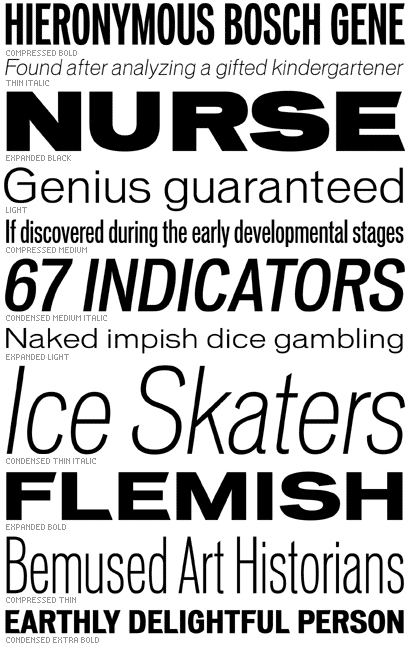 HIERONYMOUS BOSCH GENE
COMPRESSED BOLD
Found after analyzing a gifted kindergartener
THIN ITALIC
NURSE
EXPANDED BLACK
Genius guaranteed
LIGHT
If discovered during the early developmental stages
COMPRESSED MEDIUM
67 INDICATORS
CONDENSED MEDIUM ITALIC
Naked impish dice gambling
EXPANDED LIGHT
Ice Skaters
CONDENSED THIN ITALIC
FLEMISH
EXPANDED BOLD
Bemused Art Historians
COMPRESSED THIN
EARTHLY DELIGHTFUL PERSON
CONDENSED EXTRA BOLD